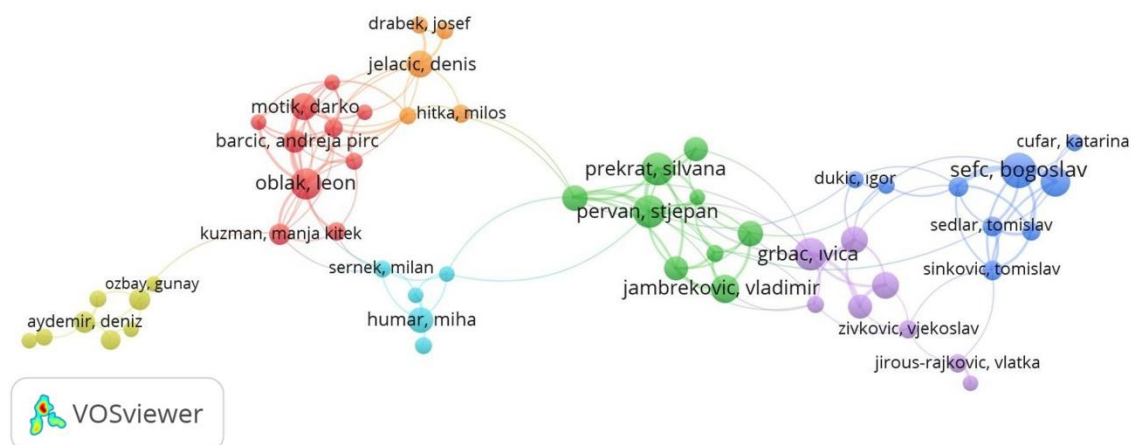 drabek, josef
jelacic, denis
motik, darko
hitka, milos
barcic, andreja pirc
oblak, leon
kuzman, manja kitek
sernek, milan
humar, miha
ozbay, gunay
aydemir, deniz
prekrat, silvana
pervan, stjepan
jambrekovic, vladimir
cufar, katarina
sefc, bogoslav
dukic, ıgor
sedlar, tomislav
grbac, ıvica
sinkovic, tomislav
zivkovic, vjekoslav
jirous-rajkovic, vlatka
VOSviewer